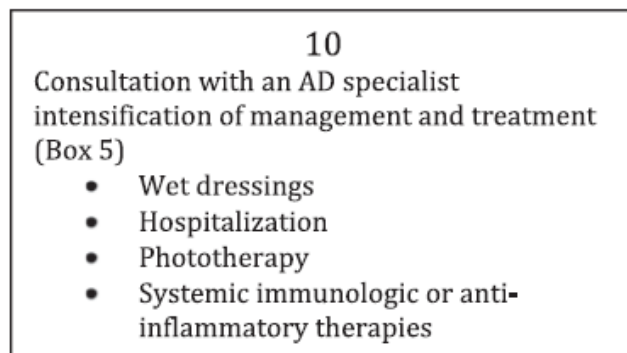 10
Consultation with an AD specialist
intensification of management and treatment
(Box 5)
• Wet dressings
• Hospitalization
• Phototherapy
• Systemic immunologic or anti-
inflammatory therapies